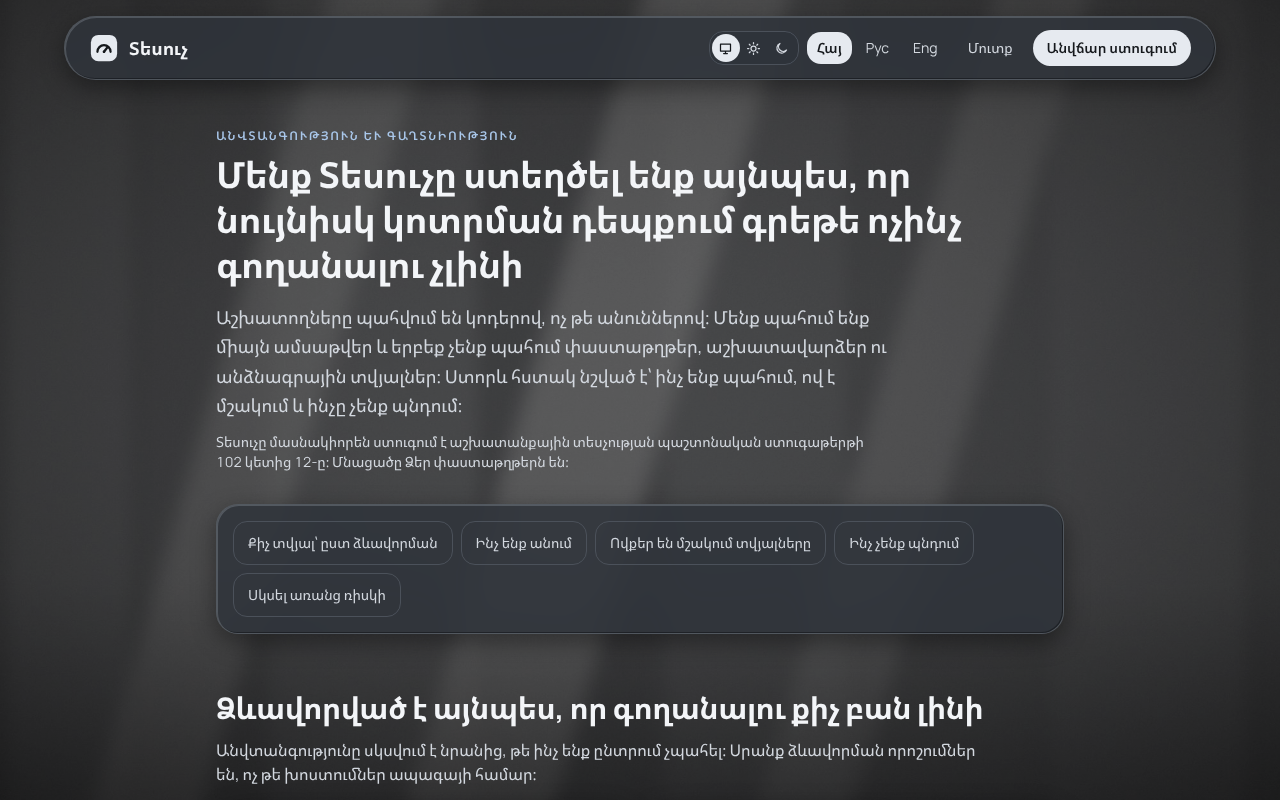 Տեսուչ
Հայ Рус Eng Մուտք Անվճար ստուգում
ԱՆՎՏԱՆԳՈՒԹՅՈՒՆ ԵՒ ԳԱՂՏՆԻՈՒԹՅՈՒՆ
Մենք Տեսուչը ստեղծել ենք այնպես, որ
նույնիսկ կոտրման դեպքում գրեթե ոչինչ
գողանալու չլինի
Աշխատողները պահվում են կոդերով, ոչ թե անուններով։ Մենք պահում ենք
միայն ամսաթվեր և երբեք չենք պահում փաստաթղթեր, աշխատավարձեր ու
անձնագրային տվյալներ։ Ստորև հստակ նշված է՝ ինչ ենք պահում, ով է
մշակում և ինչը չենք պնդում։
Տեսուչը մասնակիորեն ստուգում է աշխատանքային տեսչության պաշտոնական ստուգաթերթի
102 կետից 12-ը։ Մնացածը Ձեր փաստաթղթերն են։
Քիչ տվյալ՝ ըստ ձևավորման Ինչ ենք անում Ովքեր են մշակում տվյալները Ինչ չենք պնդում
Սկսել առանց ռիսկի
Ձևավորված է այնպես, որ գողանալու քիչ բան լինի
Անվտանգությունը սկսվում է նրանից, թե ինչ ենք ընտրում չպահել։ Սրանք ձևավորման որոշումներ
են, ոչ թե խոստումներ ապագայի համար։